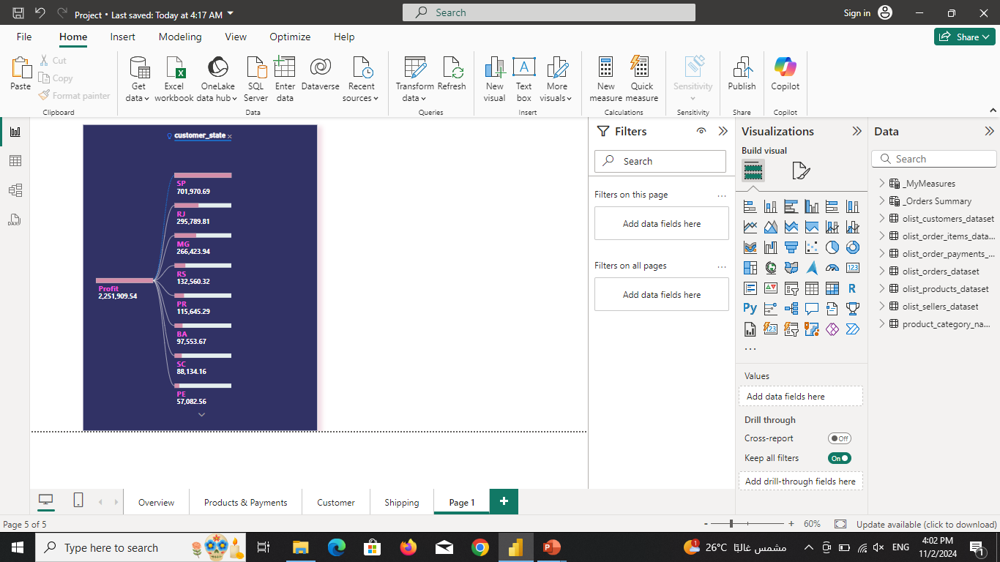 Project • Last saved: Today at 4:17 AM
Search
Sign in
File
Home
Insert
Modeling
View
Optimize
Help
Share
Paste
Cut
Copy
Format painter
Clipboard
Get data
Excel workbook
OneLake data hub
SQL Server
Enter data
Dataverse
Recent sources
Data
Transform data
Refresh
Queries
New visual
Text box
More visuals
Insert
New measure
Quick measure
Calculations
Sensitivity
Sensitivity
Publish
Share
Copilot
Copilot
customer_state
Profit
2,251,909.54
SP
701,970.69
RJ
295,789.81
MG
266,423.94
RS
132,560.32
PR
115,645.29
BA
97,553.67
SC
88,134.16
PE
57,082.56
Filters
Search
Filters on this page
...
Add data fields here
Filters on all pages
...
Add data fields here
Visualizations
Build visual
123
R
Py
123
...
Values
Add data fields here
Drill through
Cross-report
Off
Keep all filters
On
Add drill-through fields here
Data
Search
_MyMeasures
_Orders Summary
olist_customers_dataset
olist_order_items_data...
olist_order_payments_...
olist_orders_dataset
olist_products_dataset
olist_sellers_dataset
product_category_na...
DAX
Overview
Products & Payments
Customer
Shipping
Page 1
+
Page 5 of 5
- + 60%
Update available (click to download)
Type here to search
1
26°C مشمس غالبًا
ENG
4:02 PM
11/2/2024
1